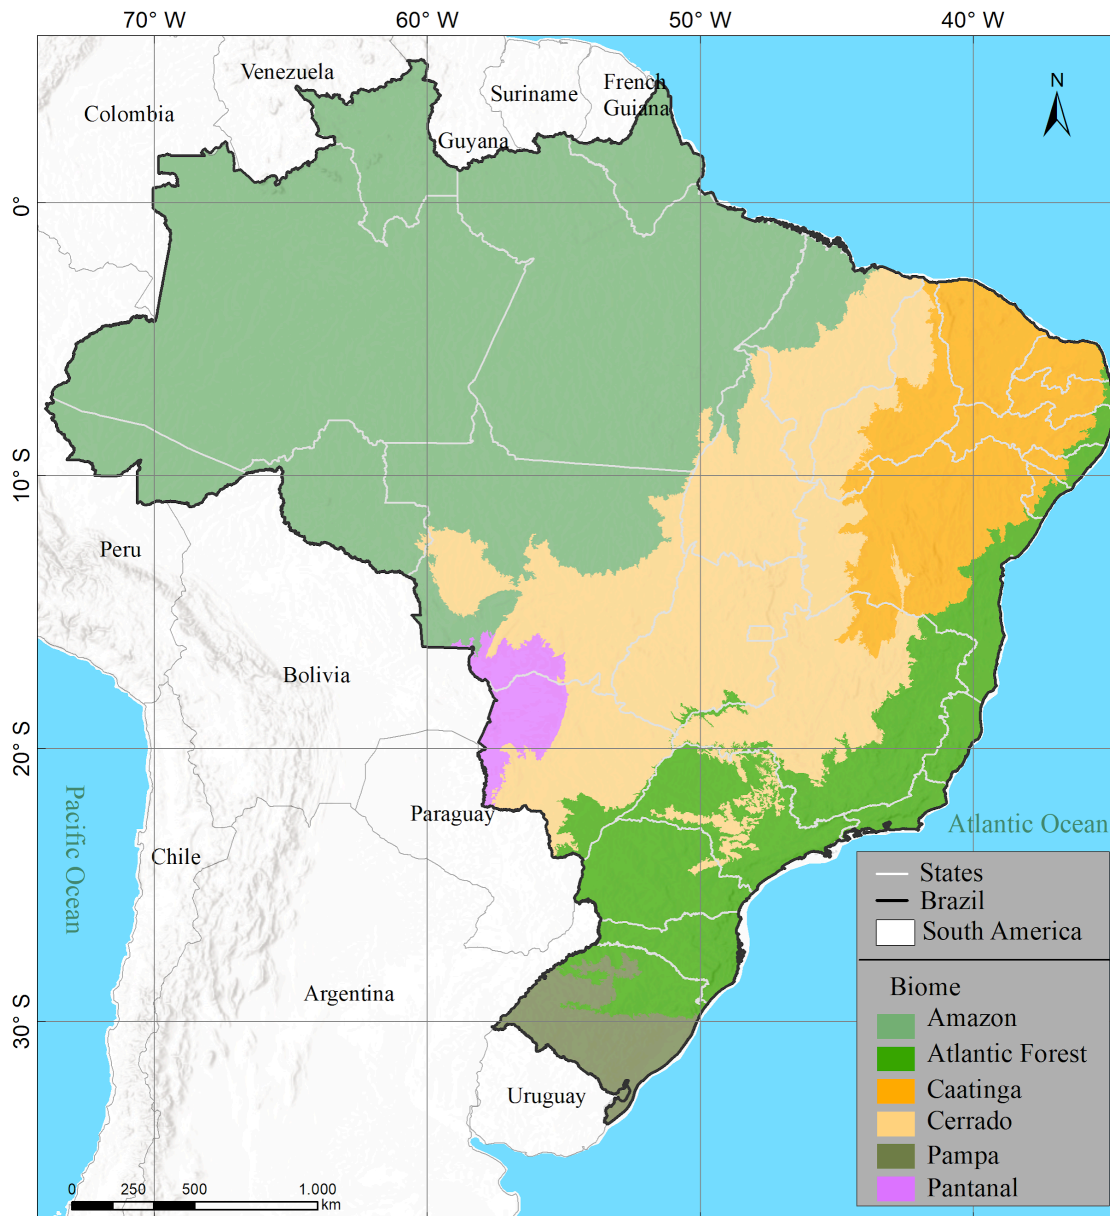 70° W 60° W 50° W 40° W
Venezuela
Colombia
Suriname
French
Guiana
Guyana
N
0°
10° S
20° S
30° S
Peru
Bolivia
Paraguay
Chile
Pacific Ocean
Atlantic Ocean
Argentina
Uruguay
States
Brazil
South America
Biome
Amazon
Atlantic Forest
Caatinga
Cerrado
Pampa
Pantanal
0 250 500 1.000
km